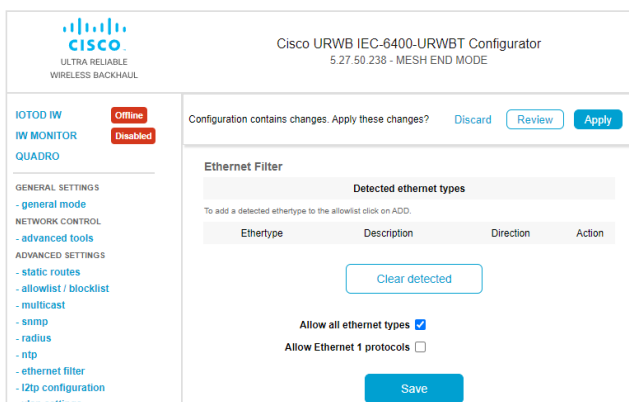 CISCO
ULTRA RELIABLE
WIRELESS BACKHAUL
Cisco URWB IEC-6400-URWBT Configurator
5.27.50.238 - MESH END MODE
IOTOD IW Offline
IW MONITOR Disabled
QUADRO
GENERAL SETTINGS
- general mode
NETWORK CONTROL
- advanced tools
ADVANCED SETTINGS
- static routes
- allowlist / blocklist
- multicast
- snmp
- radius
- ntp
- ethernet filter
- l2tp configuration
Configuration contains changes. Apply these changes? Discard Review Apply
Ethernet Filter
Detected ethernet types
To add a detected ethertype to the allowlist click on ADD.
Ethertype Description Direction Action
Clear detected
Allow all ethernet types
Allow Ethernet 1 protocols
Save